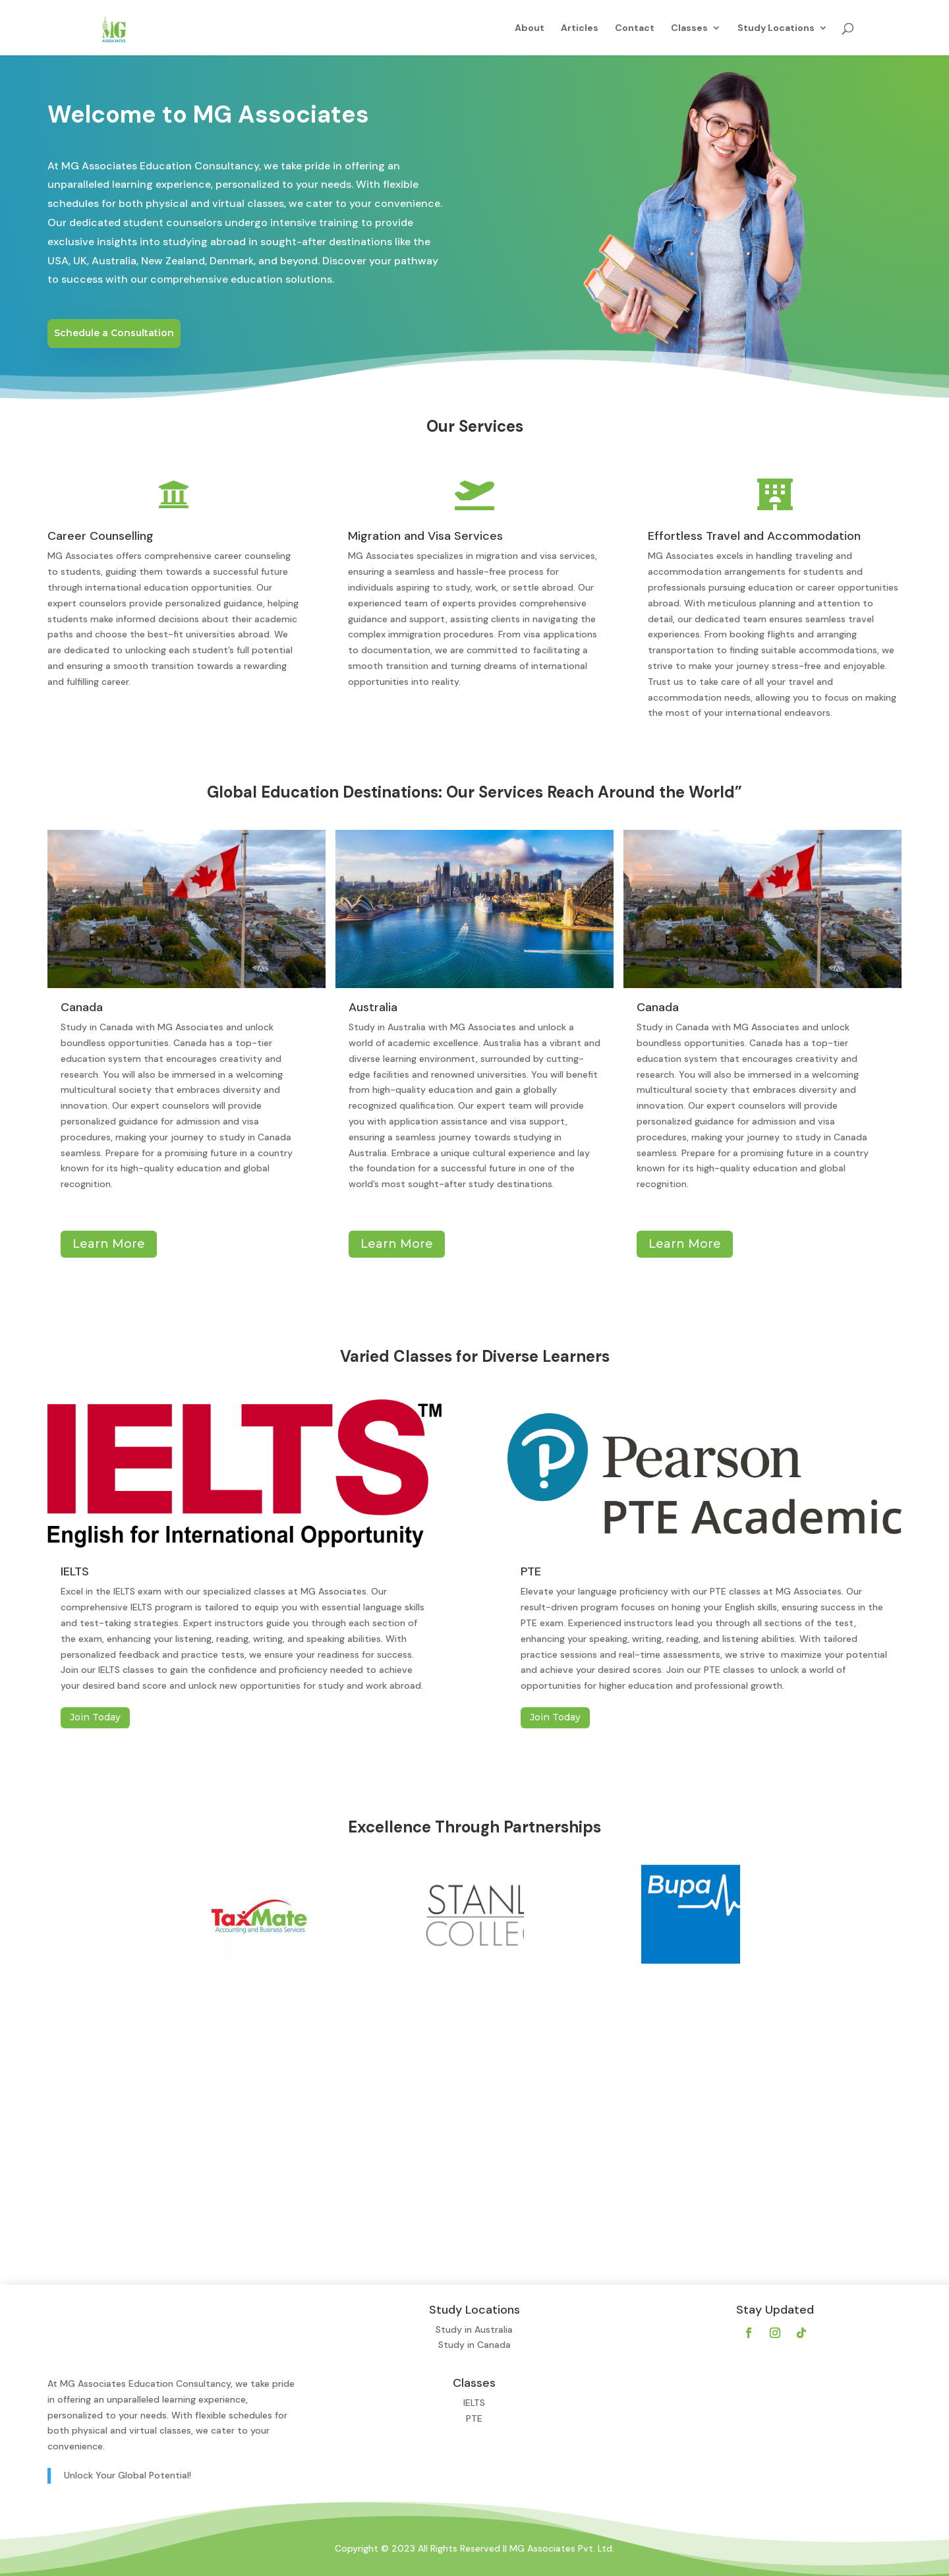 MG
ASSOCIATES
About Articles Contact Classes Study Locations
Welcome to MG Associates
At MG Associates Education Consultancy, we take pride in offering an
unparalleled learning experience, personalized to your needs. With flexible
schedules for both physical and virtual classes, we cater to your convenience.
Our dedicated student counselors undergo intensive training to provide
exclusive insights into studying abroad in sought-after destinations like the
USA, UK, Australia, New Zealand, Denmark, and beyond. Discover your pathway
to success with our comprehensive education solutions.
Schedule a Consultation
Our Services
Career Counselling
MG Associates offers comprehensive career counseling
to students, guiding them towards a successful future
through international education opportunities. Our
expert counselors provide personalized guidance, helping
students make informed decisions about their academic
paths and choose the best-fit universities abroad. We
are dedicated to unlocking each student’s full potential
and ensuring a smooth transition towards a rewarding
and fulfilling career.
Migration and Visa Services
MG Associates specializes in migration and visa services,
ensuring a seamless and hassle-free process for
individuals aspiring to study, work, or settle abroad. Our
experienced team of experts provides comprehensive
guidance and support, assisting clients in navigating the
complex immigration procedures. From visa applications
to documentation, we are committed to facilitating a
smooth transition and turning dreams of international
opportunities into reality.
Effortless Travel and Accommodation
MG Associates excels in handling traveling and
accommodation arrangements for students and
professionals pursuing education or career opportunities
abroad. With meticulous planning and attention to
detail, our dedicated team ensures seamless travel
experiences. From booking flights and arranging
transportation to finding suitable accommodations, we
strive to make your journey stress-free and enjoyable.
Trust us to take care of all your travel and
accommodation needs, allowing you to focus on making
the most of your international endeavors.
Global Education Destinations: Our Services Reach Around the World”
Canada
Study in Canada with MG Associates and unlock
boundless opportunities. Canada has a top-tier
education system that encourages creativity and
research. You will also be immersed in a welcoming
multicultural society that embraces diversity and
innovation. Our expert counselors will provide
personalized guidance for admission and visa
procedures, making your journey to study in Canada
seamless. Prepare for a promising future in a country
known for its high-quality education and global
recognition.
Learn More
Australia
Study in Australia with MG Associates and unlock a
world of academic excellence. Australia has a vibrant and
diverse learning environment, surrounded by cutting-
edge facilities and renowned universities. You will benefit
from high-quality education and gain a globally
recognized qualification. Our expert team will provide
you with application assistance and visa support,
ensuring a seamless journey towards studying in
Australia. Embrace a unique cultural experience and lay
the foundation for a successful future in one of the
world’s most sought-after study destinations.
Learn More
Canada
Study in Canada with MG Associates and unlock
boundless opportunities. Canada has a top-tier
education system that encourages creativity and
research. You will also be immersed in a welcoming
multicultural society that embraces diversity and
innovation. Our expert counselors will provide
personalized guidance for admission and visa
procedures, making your journey to study in Canada
seamless. Prepare for a promising future in a country
known for its high-quality education and global
recognition.
Learn More
Varied Classes for Diverse Learners
IELTS™
English for International Opportunity
IELTS
Excel in the IELTS exam with our specialized classes at MG Associates. Our
comprehensive IELTS program is tailored to equip you with essential language skills
and test-taking strategies. Expert instructors guide you through each section of
the exam, enhancing your listening, reading, writing, and speaking abilities. With
personalized feedback and practice tests, we ensure your readiness for success.
Join our IELTS classes to gain the confidence and proficiency needed to achieve
your desired band score and unlock new opportunities for study and work abroad.
Join Today
Pearson
PTE Academic
PTE
Elevate your language proficiency with our PTE classes at MG Associates. Our
result-driven program focuses on honing your English skills, ensuring success in the
PTE exam. Experienced instructors lead you through all sections of the test,
enhancing your speaking, writing, reading, and listening abilities. With tailored
practice sessions and real-time assessments, we strive to maximize your potential
and achieve your desired scores. Join our PTE classes to unlock a world of
opportunities for higher education and professional growth.
Join Today
Excellence Through Partnerships
TaxMate
Accounting and Business Services
STANL
COLLE
Bupa
At MG Associates Education Consultancy, we take pride
in offering an unparalleled learning experience,
personalized to your needs. With flexible schedules for
both physical and virtual classes, we cater to your
convenience.
Unlock Your Global Potential!
Study Locations
Study in Australia
Study in Canada
Classes
IELTS
PTE
Stay Updated
Copyright © 2023 All Rights Reserved || MG Associates Pvt. Ltd.